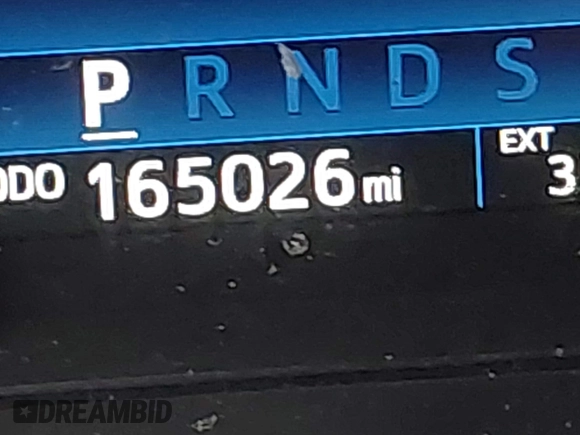 P R N D S
ODO 165026 mi
EXT
3
DREAMBID